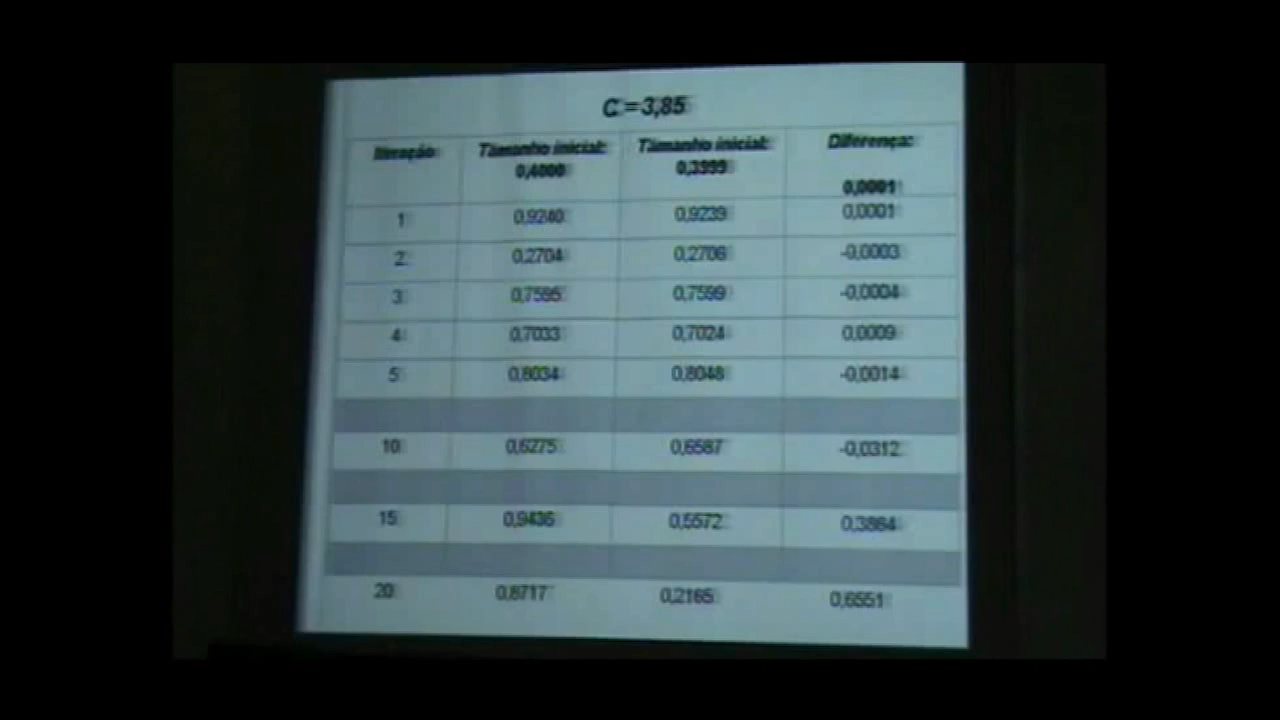 C = 3,85
Iteração Tamanho inicial: Tamanho inicial: Diferença:
0,4000 0,3999 0,0001
1 0,9240 0,9239 0,0001
2 0,2704 0,2706 -0,0003
3 0,7595 0,7599 -0,0004
4 0,7033 0,7024 0,0009
5 0,8034 0,8048 -0,0014
10 0,6275 0,6587 -0,0312
15 0,9436 0,5572 0,3864
20 0,8717 0,2165 0,6551